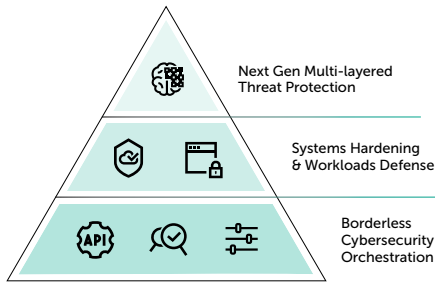 Next Gen Multi-layered
Threat Protection
Systems Hardening
& Workloads Defense
API
Borderless
Cybersecurity
Orchestration